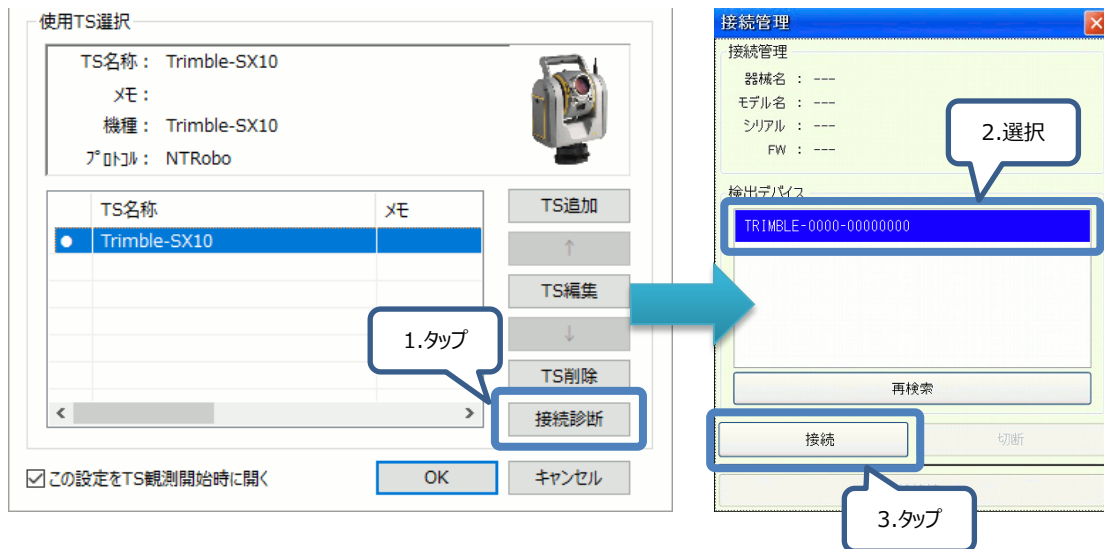 使用TS選択
TS名称： Trimble-SX10
メモ：
機種： Trimble-SX10
プロトコル： NTRobo
TS名称 メモ
Trimble-SX10
TS追加
↑
TS編集
↓
TS削除
接続診断
1.タップ
この設定をTS観測開始時に開く
OK
キャンセル
接続管理
接続管理
器械名 : ---
モデル名 : ---
シリアル : ---
FW : ---
2.選択
検出デバイス
TRIMBLE-0000-00000000
再検索
接続
切断
3.タップ